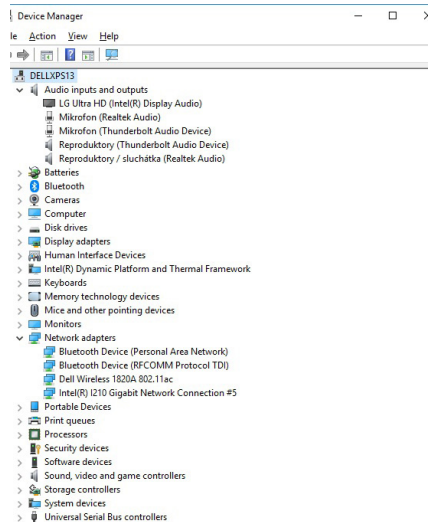 Device Manager
le Action View Help
DELLXPS13
Audio inputs and outputs
LG Ultra HD (Intel(R) Display Audio)
Mikrofon (Realtek Audio)
Mikrofon (Thunderbolt Audio Device)
Reproduktory (Thunderbolt Audio Device)
Reproduktory / sluchátka (Realtek Audio)
Batteries
Bluetooth
Cameras
Computer
Disk drives
Display adapters
Human Interface Devices
Intel(R) Dynamic Platform and Thermal Framework
Keyboards
Memory technology devices
Mice and other pointing devices
Monitors
Network adapters
Bluetooth Device (Personal Area Network)
Bluetooth Device (RFCOMM Protocol TDI)
Dell Wireless 1820A 802.11ac
Intel(R) I210 Gigabit Network Connection #5
Portable Devices
Print queues
Processors
Security devices
Software devices
Sound, video and game controllers
Storage controllers
System devices
Universal Serial Bus controllers